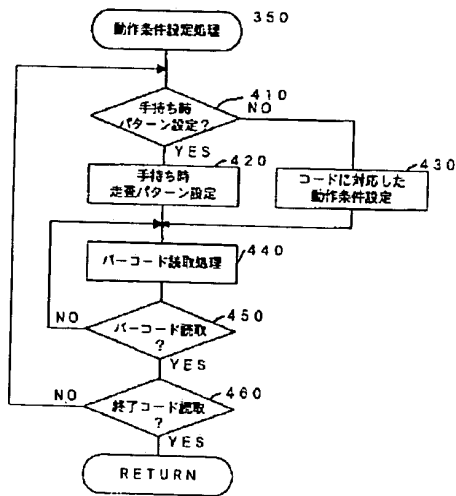 動作条件設定処理
350
410
手持ち時
パターン設定?
NO
YES
420
手持ち時
走査パターン設定
430
コードに対応した
動作条件設定
440
バーコード読取処理
450
バーコード読取
?
NO
YES
460
終了コード読取
?
NO
YES
RETURN